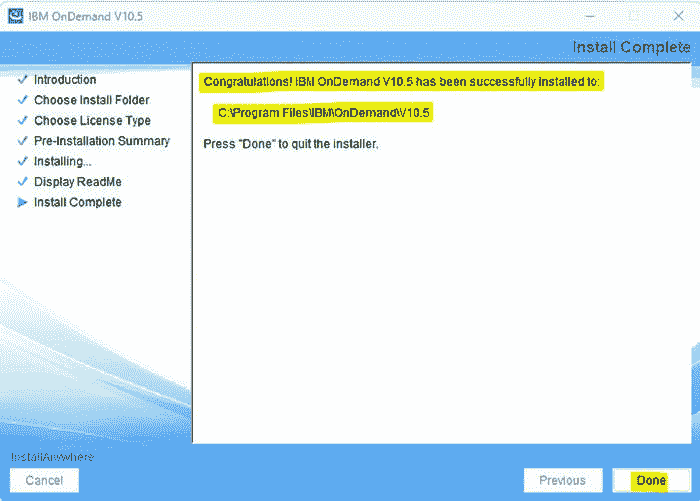 IBM OnDemand V10.5
Install Complete
Introduction
Choose Install Folder
Choose License Type
Pre-Installation Summary
Installing...
Display ReadMe
Install Complete
Congratulations! IBM OnDemand V10.5 has been successfully installed to:
C:\Program Files\IBM\OnDemand\V10.5
Press "Done" to quit the installer.
InstallAnywhere
Cancel
Previous
Done